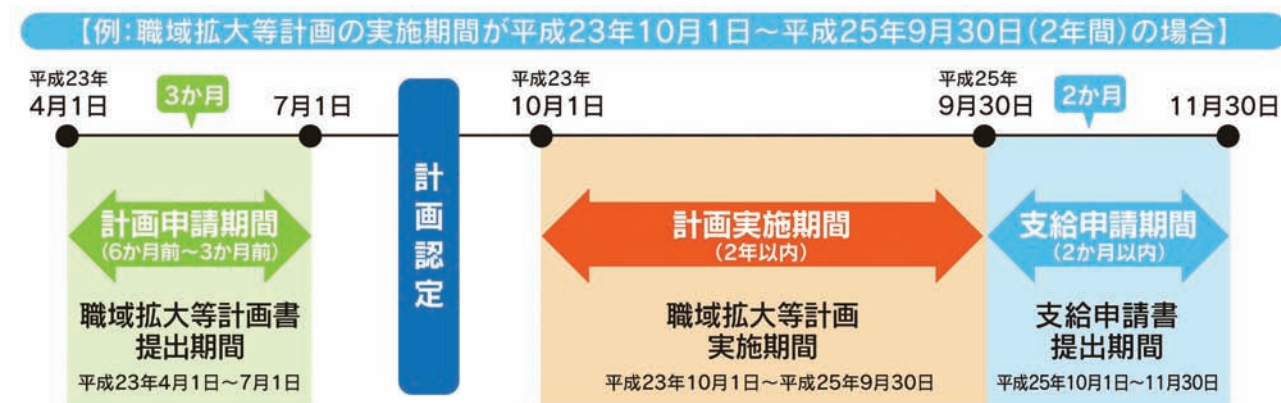 【例:職域拡大等計画の実施期間が平成23年10月1日～平成25年9月30日(2年間)の場合】
平成23年
4月1日
3か月
7月1日
平成23年
10月1日
平成25年
9月30日
2か月
11月30日
計画認定
計画申請期間
(6か月前～3か月前)
計画実施期間
(2年以内)
支給申請期間
(2か月以内)
職域拡大等計画書
提出期間
平成23年4月1日～7月1日
職域拡大等計画
実施期間
平成23年10月1日～平成25年9月30日
支給申請書
提出期間
平成25年10月1日～11月30日